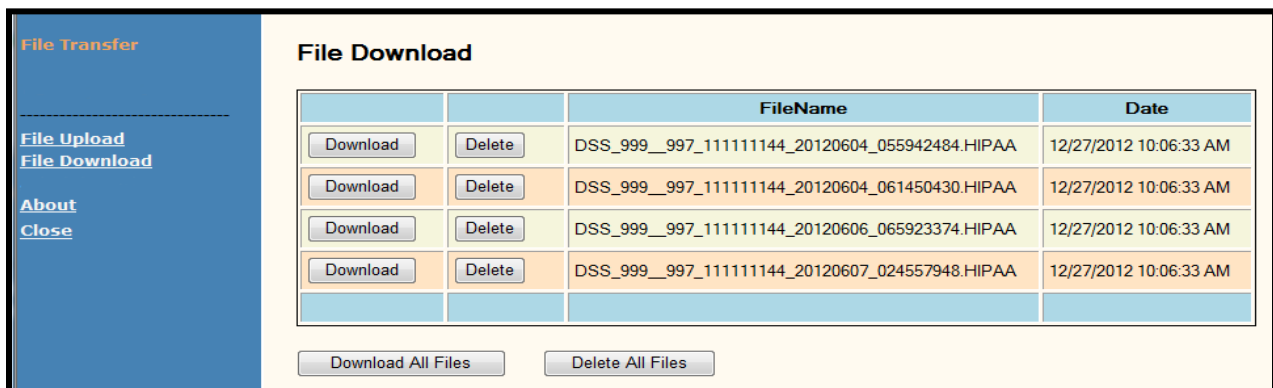 File Transfer
--------------------------------
File Upload
File Download
About
Close
File Download
FileName Date
Download Delete DSS_999__997_111111144_20120604_055942484.HIPAA 12/27/2012 10:06:33 AM
Download Delete DSS_999__997_111111144_20120604_061450430.HIPAA 12/27/2012 10:06:33 AM
Download Delete DSS_999__997_111111144_20120606_065923374.HIPAA 12/27/2012 10:06:33 AM
Download Delete DSS_999__997_111111144_20120607_024557948.HIPAA 12/27/2012 10:06:33 AM
Download All Files Delete All Files